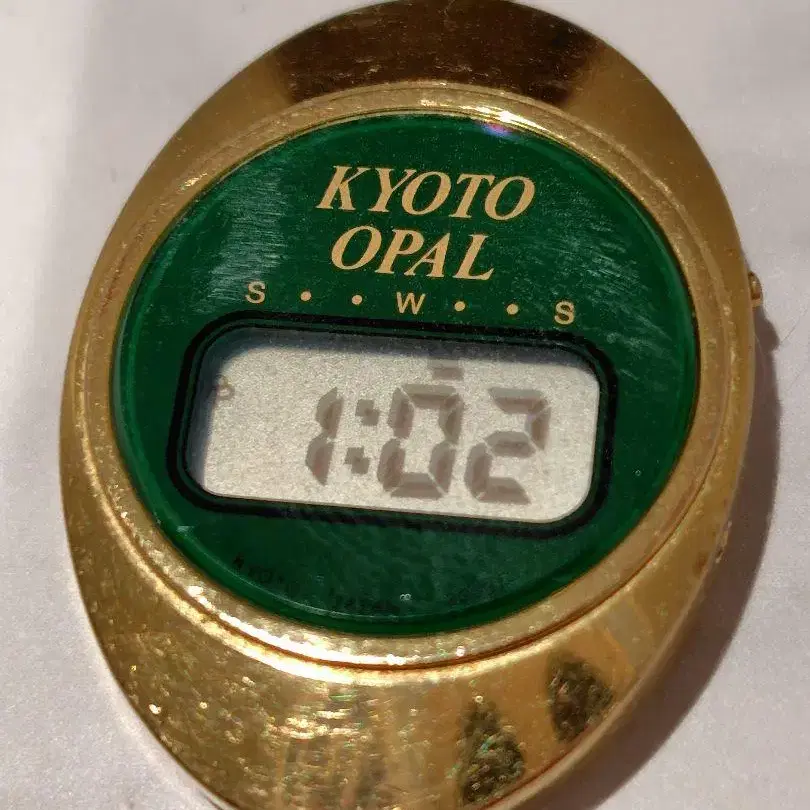 KYOTO
OPAL
S • • W • • S
1:02